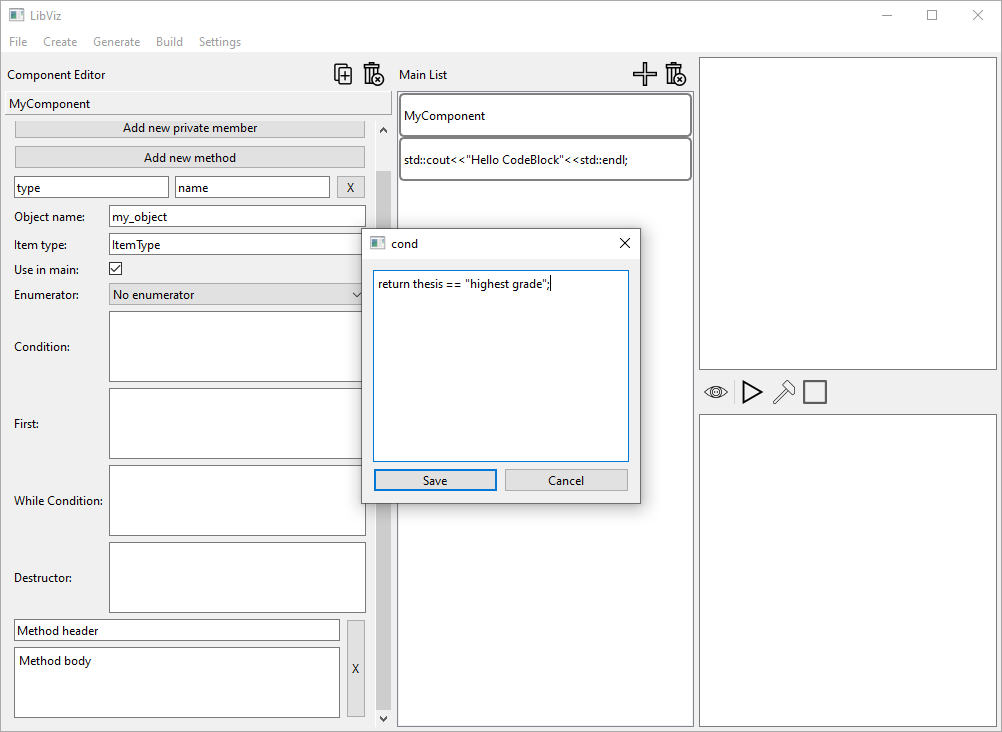 LibViz
File Create Generate Build Settings
Component Editor
MyComponent
Add new private member
Add new method
type name X
Object name: my_object
Item type: ItemType
Use in main:
Enumerator: No enumerator
Condition:
First:
While Condition:
Destructor:
Method header
Method body
X
Main List
MyComponent
std::cout<<"Hello CodeBlock"<<std::endl;
cond
return thesis == "highest grade";
Save Cancel